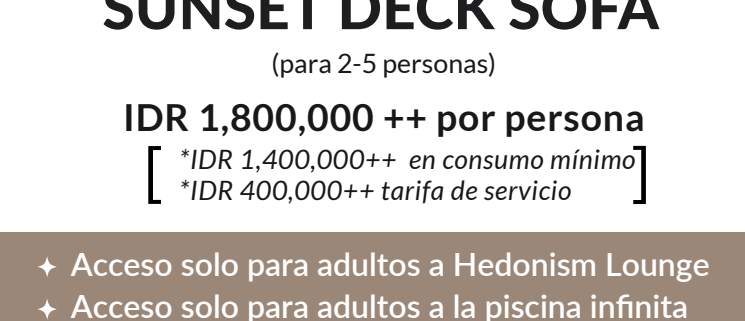 SUNSET DECK SOFA
(para 2-5 personas)
IDR 1,800,000 ++ por persona
*IDR 1,400,000++ en consumo mínimo
*IDR 400,000++ tarifa de servicio
✦ Acceso solo para adultos a Hedonism Lounge
✦ Acceso solo para adultos a la piscina infinita